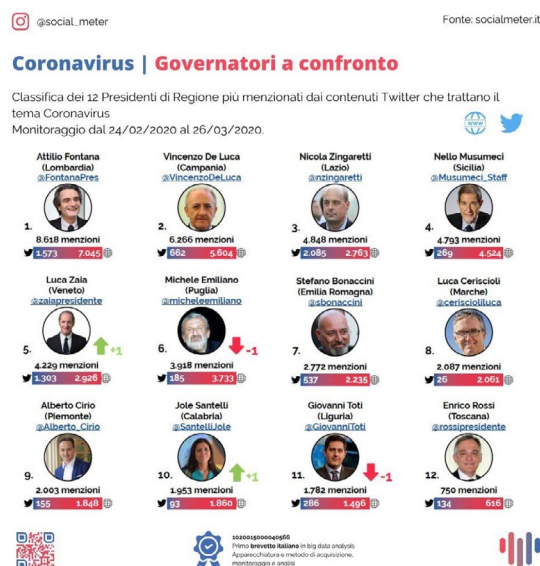 @social_meter
Fonte: socialmeter.it
Coronavirus | Governatori a confronto
Classifica dei 12 Presidenti di Regione più menzionati dai contenuti Twitter che trattano il
tema Coronavirus
Monitoraggio dal 24/02/2020 al 26/03/2020.
www
Attilio Fontana
(Lombardia)
@FontanaPres
1.
8.618 menzioni
1.573 7.045
Vincenzo De Luca
(Campania)
@VincenzoDeLuca
2.
6.266 menzioni
662 5.604
Nicola Zingaretti
(Lazio)
@nzingaretti
3.
4.848 menzioni
2.085 2.763
Nello Musumeci
(Sicilia)
@Musumeci_Staff
4.
4.793 menzioni
269 4.524
Luca Zaia
(Veneto)
@zaiapresidente
5.
+1
4.229 menzioni
1.303 2.926
Michele Emiliano
(Puglia)
@micheleemiliano
6.
-1
3.918 menzioni
185 3.733
Stefano Bonaccini
(Emilia Romagna)
@sbonaccini
7.
2.772 menzioni
537 2.235
Luca Ceriscioli
(Marche)
@ceriscioliluca
8.
2.087 menzioni
26 2.061
Alberto Cirio
(Piemonte)
@Alberto_Cirio
9.
2.003 menzioni
155 1.848
Jole Santelli
(Calabria)
@SantelliJole
10.
+1
1.953 menzioni
93 1.860
Giovanni Toti
(Liguria)
@GiovanniToti
11.
-1
1.782 menzioni
286 1.496
Enrico Rossi
(Toscana)
@rossipresidente
12.
750 menzioni
134 616
102015000040566
Primo brevetto italiano in big data analysis
Apparecchiatura e metodo di acquisizione,
monitoraggio e analisi